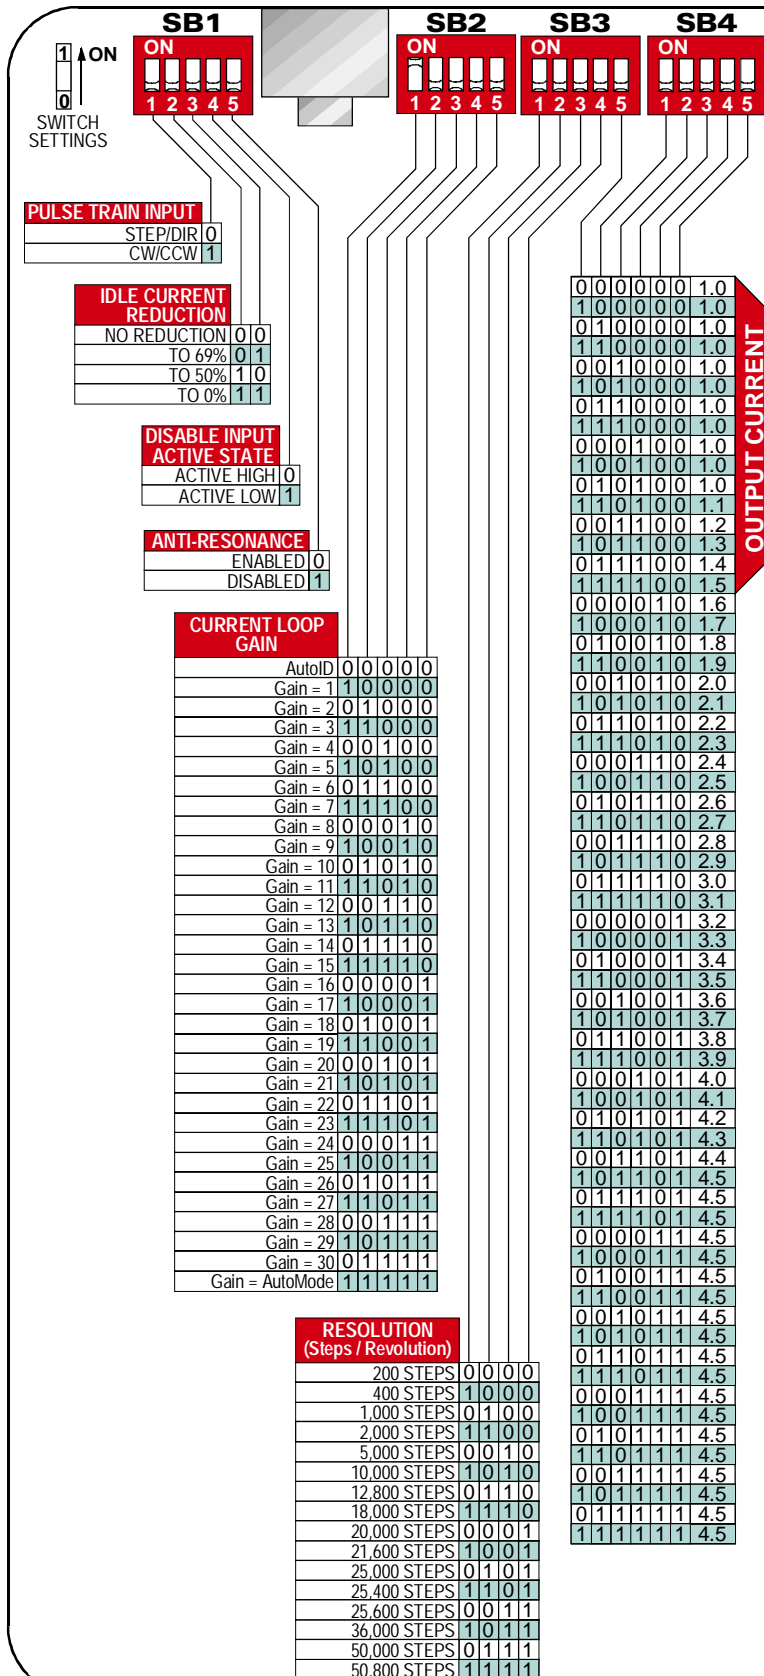 SB1
SB2
SB3
SB4
1
ON
0
SWITCH
SETTINGS
ON
1 2 3 4 5
ON
1 2 3 4 5
ON
1 2 3 4 5
ON
1 2 3 4 5
PULSE TRAIN INPUT
STEP/DIR 0
CW/CCW 1
IDLE CURRENT
REDUCTION
NO REDUCTION 0 0
TO 69% 0 1
TO 50% 1 0
TO 0% 1 1
DISABLE INPUT
ACTIVE STATE
ACTIVE HIGH 0
ACTIVE LOW 1
ANTI-RESONANCE
ENABLED 0
DISABLED 1
CURRENT LOOP
GAIN
AutoID 0 0 0 0 0
Gain = 1 1 0 0 0 0
Gain = 2 0 1 0 0 0
Gain = 3 1 1 0 0 0
Gain = 4 0 0 1 0 0
Gain = 5 1 0 1 0 0
Gain = 6 0 1 1 0 0
Gain = 7 1 1 1 0 0
Gain = 8 0 0 0 1 0
Gain = 9 1 0 0 1 0
Gain = 10 0 1 0 1 0
Gain = 11 1 1 0 1 0
Gain = 12 0 0 1 1 0
Gain = 13 1 0 1 1 0
Gain = 14 0 1 1 1 0
Gain = 15 1 1 1 1 0
Gain = 16 0 0 0 0 1
Gain = 17 1 0 0 0 1
Gain = 18 0 1 0 0 1
Gain = 19 1 1 0 0 1
Gain = 20 0 0 1 0 1
Gain = 21 1 0 1 0 1
Gain = 22 0 1 1 0 1
Gain = 23 1 1 1 0 1
Gain = 24 0 0 0 1 1
Gain = 25 1 0 0 1 1
Gain = 26 0 1 0 1 1
Gain = 27 1 1 0 1 1
Gain = 28 0 0 1 1 1
Gain = 29 1 0 1 1 1
Gain = 30 0 1 1 1 1
Gain = AutoMode 1 1 1 1 1
RESOLUTION
(Steps / Revolution)
200 STEPS 0 0 0 0
400 STEPS 1 0 0 0
1,000 STEPS 0 1 0 0
2,000 STEPS 1 1 0 0
5,000 STEPS 0 0 1 0
10,000 STEPS 1 0 1 0
12,800 STEPS 0 1 1 0
18,000 STEPS 1 1 1 0
20,000 STEPS 0 0 0 1
21,600 STEPS 1 0 0 1
25,000 STEPS 0 1 0 1
25,400 STEPS 1 1 0 1
25,600 STEPS 0 0 1 1
36,000 STEPS 1 0 1 1
50,000 STEPS 0 1 1 1
50,800 STEPS 1 1 1 1
OUTPUT CURRENT
0 0 0 0 0 0 1.0
1 0 0 0 0 0 1.0
0 1 0 0 0 0 1.0
1 1 0 0 0 0 1.0
0 0 1 0 0 0 1.0
1 0 1 0 0 0 1.0
0 1 1 0 0 0 1.0
1 1 1 0 0 0 1.0
0 0 0 1 0 0 1.0
1 0 0 1 0 0 1.0
0 1 0 1 0 0 1.0
1 1 0 1 0 0 1.1
0 0 1 1 0 0 1.2
1 0 1 1 0 0 1.3
0 1 1 1 0 0 1.4
1 1 1 1 0 0 1.5
0 0 0 0 1 0 1.6
1 0 0 0 1 0 1.7
0 1 0 0 1 0 1.8
1 1 0 0 1 0 1.9
0 0 1 0 1 0 2.0
1 0 1 0 1 0 2.1
0 1 1 0 1 0 2.2
1 1 1 0 1 0 2.3
0 0 0 1 1 0 2.4
1 0 0 1 1 0 2.5
0 1 0 1 1 0 2.6
1 1 0 1 1 0 2.7
0 0 1 1 1 0 2.8
1 0 1 1 1 0 2.9
0 1 1 1 1 0 3.0
1 1 1 1 1 0 3.1
0 0 0 0 0 1 3.2
1 0 0 0 0 1 3.3
0 1 0 0 0 1 3.4
1 1 0 0 0 1 3.5
0 0 1 0 0 1 3.6
1 0 1 0 0 1 3.7
0 1 1 0 0 1 3.8
1 1 1 0 0 1 3.9
0 0 0 1 0 1 4.0
1 0 0 1 0 1 4.1
0 1 0 1 0 1 4.2
1 1 0 1 0 1 4.3
0 0 1 1 0 1 4.4
1 0 1 1 0 1 4.5
0 1 1 1 0 1 4.5
1 1 1 1 0 1 4.5
0 0 0 0 1 1 4.5
1 0 0 0 1 1 4.5
0 1 0 0 1 1 4.5
1 1 0 0 1 1 4.5
0 0 1 0 1 1 4.5
1 0 1 0 1 1 4.5
0 1 1 0 1 1 4.5
1 1 1 0 1 1 4.5
0 0 0 1 1 1 4.5
1 0 0 1 1 1 4.5
0 1 0 1 1 1 4.5
1 1 0 1 1 1 4.5
0 0 1 1 1 1 4.5
1 0 1 1 1 1 4.5
0 1 1 1 1 1 4.5
1 1 1 1 1 1 4.5